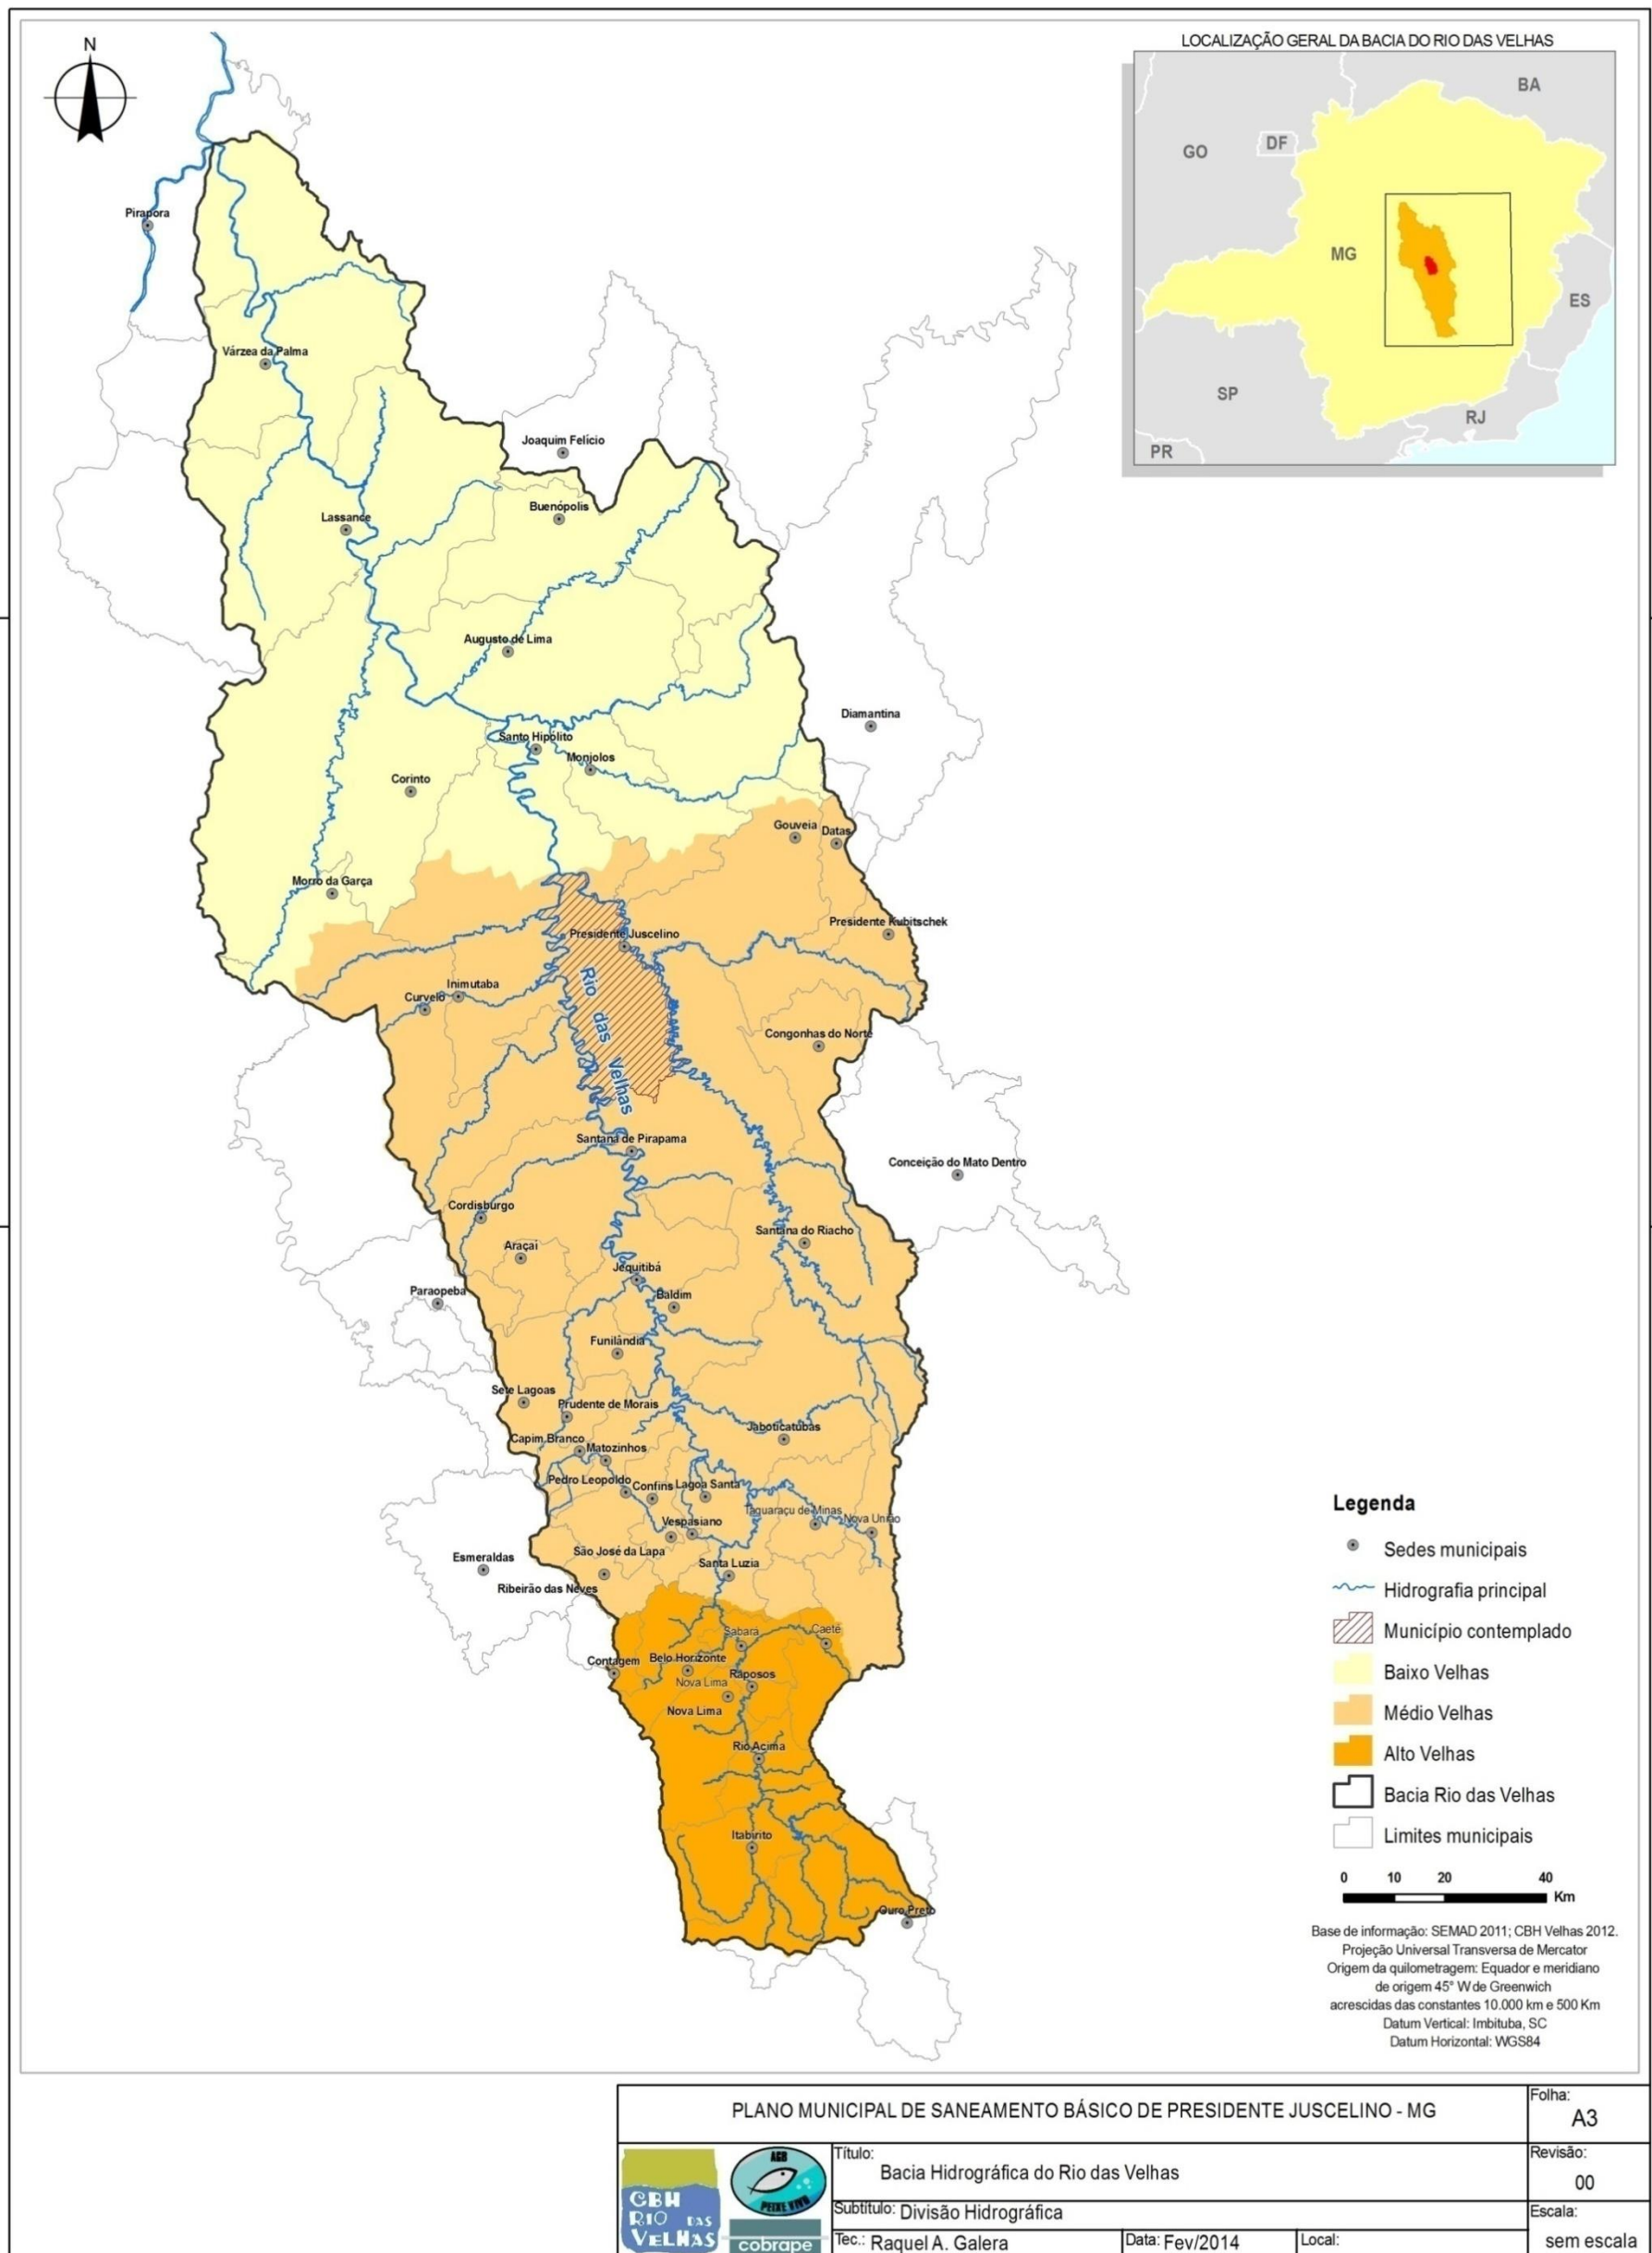 LOCALIZAÇÃO GERAL DA BACIA DO RIO DAS VELHAS
N
BA
GO
DF
MG
ES
SP
RJ
PR
Pirapora
Várzea da Palma
Joaquim Felício
Buenópolis
Lassance
Augusto de Lima
Diamantina
Santo Hipólito
Monjolos
Corinto
Gouveia
Datas
Morro da Garça
Presidente Kubitschek
Presidente Juscelino
Rio das Velhas
Inimutaba
Curvelo
Congonhas do Norte
Santana de Pirapama
Conceição do Mato Dentro
Cordisburgo
Santana do Riacho
Araçaí
Jequitibá
Paraopeba
Baldim
Funilândia
Sete Lagoas
Prudente de Morais
Jaboticatubas
Capim Branco
Matozinhos
Pedro Leopoldo
Confins
Lagoa Santa
Taquaraçu de Minas
Nova União
Vespasiano
São José da Lapa
Esmeraldas
Santa Luzia
Ribeirão das Neves
Sabará
Caeté
Contagem
Belo Horizonte
Raposos
Nova Lima
Nova Lima
Rio Acima
Itabirito
Ouro Preto
Legenda
Sedes municipais
Hidrografia principal
Município contemplado
Baixo Velhas
Médio Velhas
Alto Velhas
Bacia Rio das Velhas
Limites municipais
0 10 20 40
Km
Base de informação: SEMAD 2011; CBH Velhas 2012.
Projeção Universal Transversa de Mercator
Origem da quilometragem: Equador e meridiano
de origem 45° W de Greenwich
acrescidas das constantes 10.000 km e 500 Km
Datum Vertical: Imbituba, SC
Datum Horizontal: WGS84
PLANO MUNICIPAL DE SANEAMENTO BÁSICO DE PRESIDENTE JUSCELINO - MG
Folha:
A3
CBH
RIO DAS
VELHAS
AGB
PEIXE VIVO
cobrape
Título:
Bacia Hidrográfica do Rio das Velhas
Revisão:
00
Subtítulo: Divisão Hidrográfica
Escala:
sem escala
Tec.: Raquel A. Galera
Data: Fev/2014
Local: